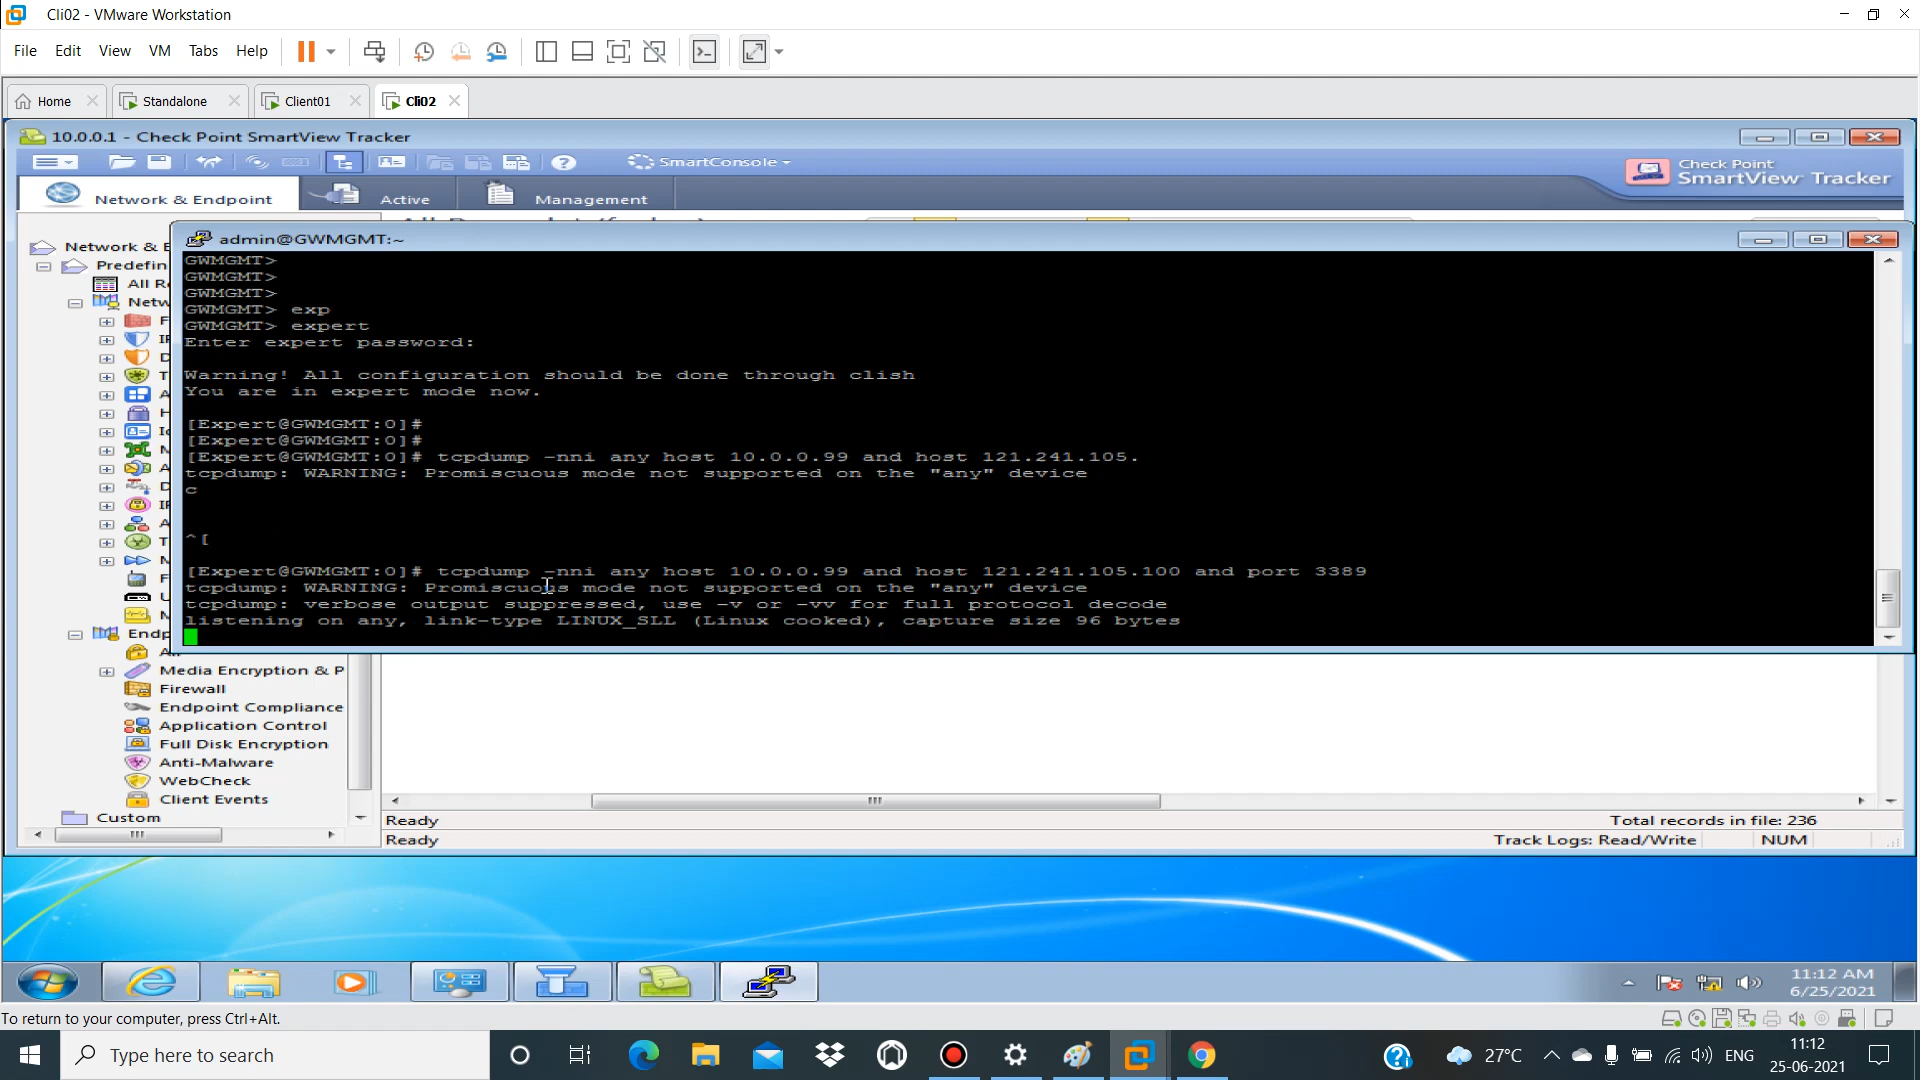 Cli02 - VMware Workstation
File Edit View VM Tabs Help
Home Standalone Client01 Cli02
10.0.0.1 - Check Point SmartView Tracker
SmartConsole
Check Point
SmartView Tracker
Network & Endpoint Active Management
admin@GWMGMT:~
Network & E
Predefin
All Re
Netw
GWMGMT>
GWMGMT>
GWMGMT>
GWMGMT> exp
GWMGMT> expert
Enter expert password:
Warning! All configuration should be done through clish
You are in expert mode now.
[Expert@GWMGMT:0]#
[Expert@GWMGMT:0]#
[Expert@GWMGMT:0]# tcpdump -nni any host 10.0.0.99 and host 121.241.105.
tcpdump: WARNING: Promiscuous mode not supported on the "any" device
c
^[
[Expert@GWMGMT:0]# tcpdump -nni any host 10.0.0.99 and host 121.241.105.100 and port 3389
tcpdump: WARNING: Promiscuous mode not supported on the "any" device
tcpdump: verbose output suppressed, use -v or -vv for full protocol decode
listening on any, link-type LINUX_SLL (Linux cooked), capture size 96 bytes
Endp
Media Encryption & P
Firewall
Endpoint Compliance
Application Control
Full Disk Encryption
Anti-Malware
WebCheck
Client Events
Custom
Ready Total records in file: 236
Ready Track Logs: Read/Write NUM
11:12 AM
6/25/2021
To return to your computer, press Ctrl+Alt.
Type here to search
27°C ENG
11:12
25-06-2021